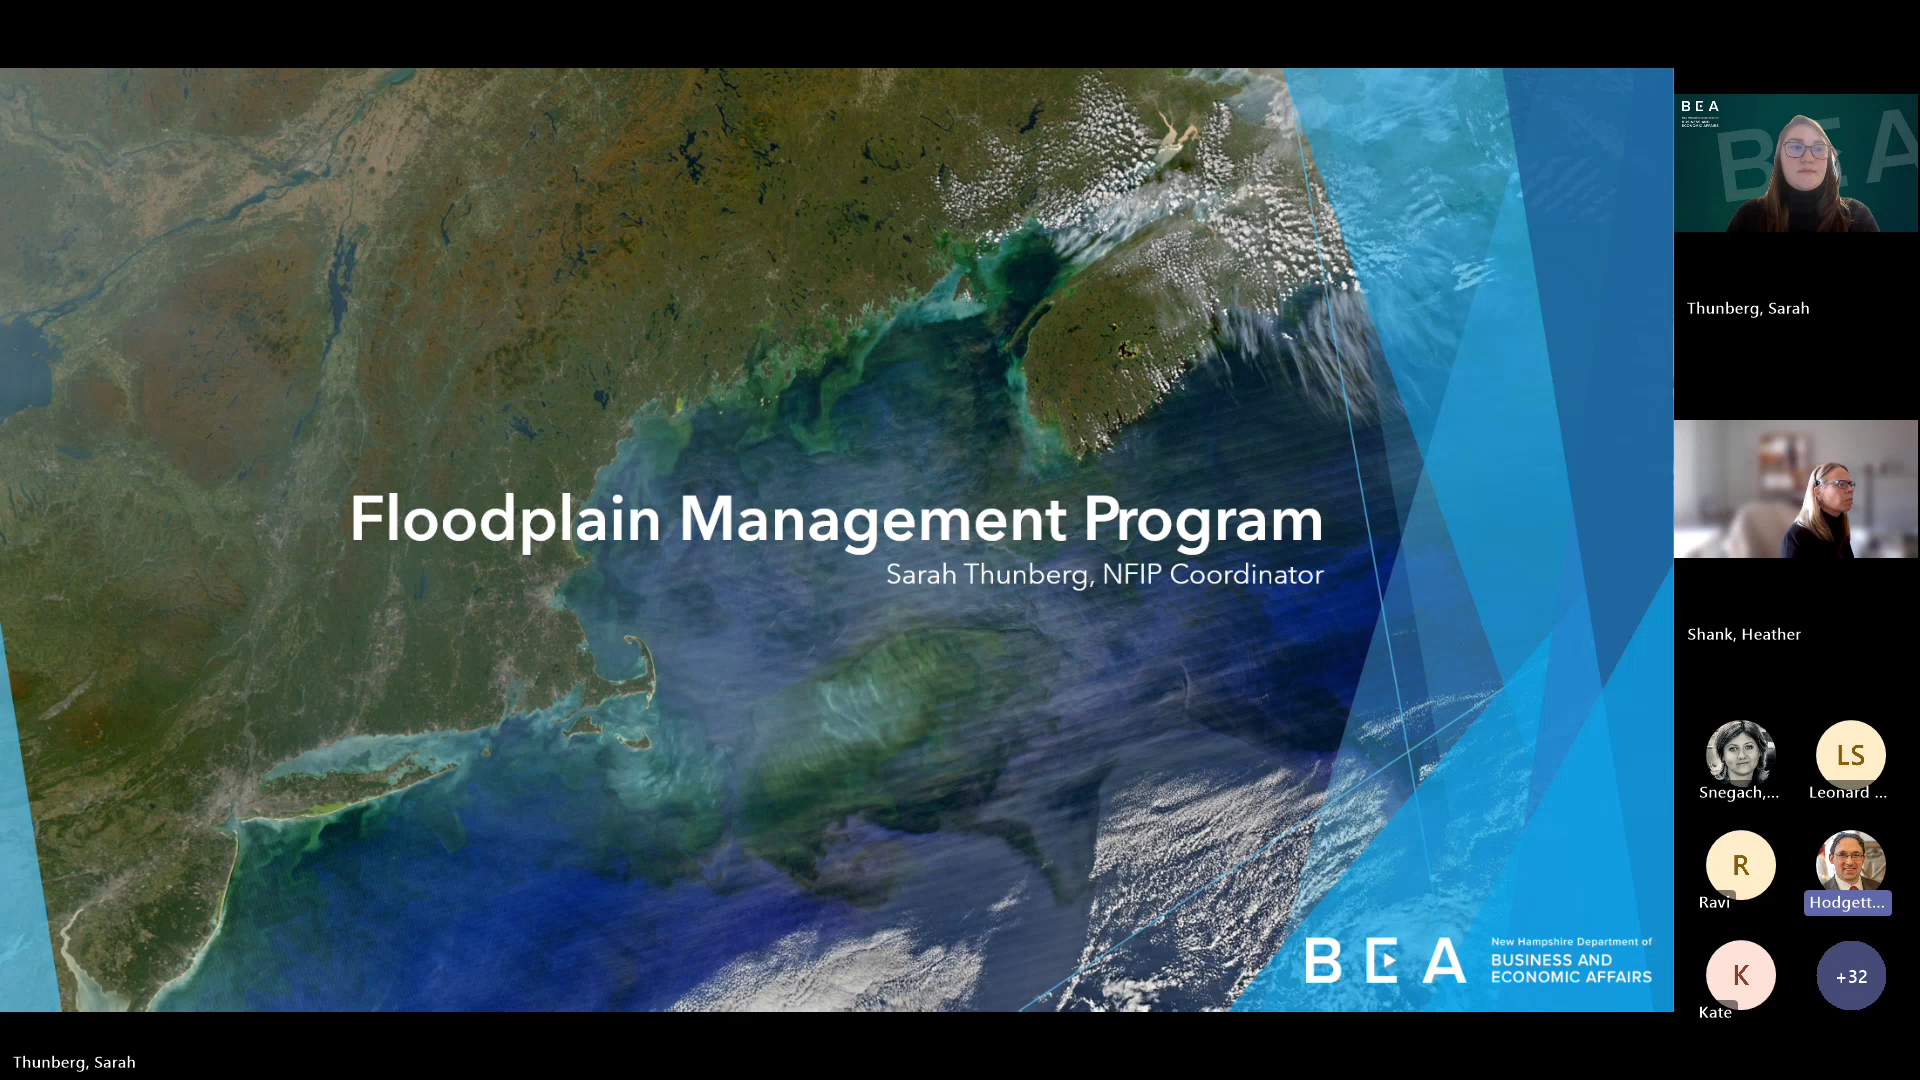 Floodplain Management Program
Sarah Thunberg, NFIP Coordinator
BEA
New Hampshire Department of
BUSINESS AND
ECONOMIC AFFAIRS
BEA
BEA
Thunberg, Sarah
Shank, Heather
Snegach,...
LS
Leonard ...
R
Ravi
Hodgett...
K
Kate
+32
Thunberg, Sarah